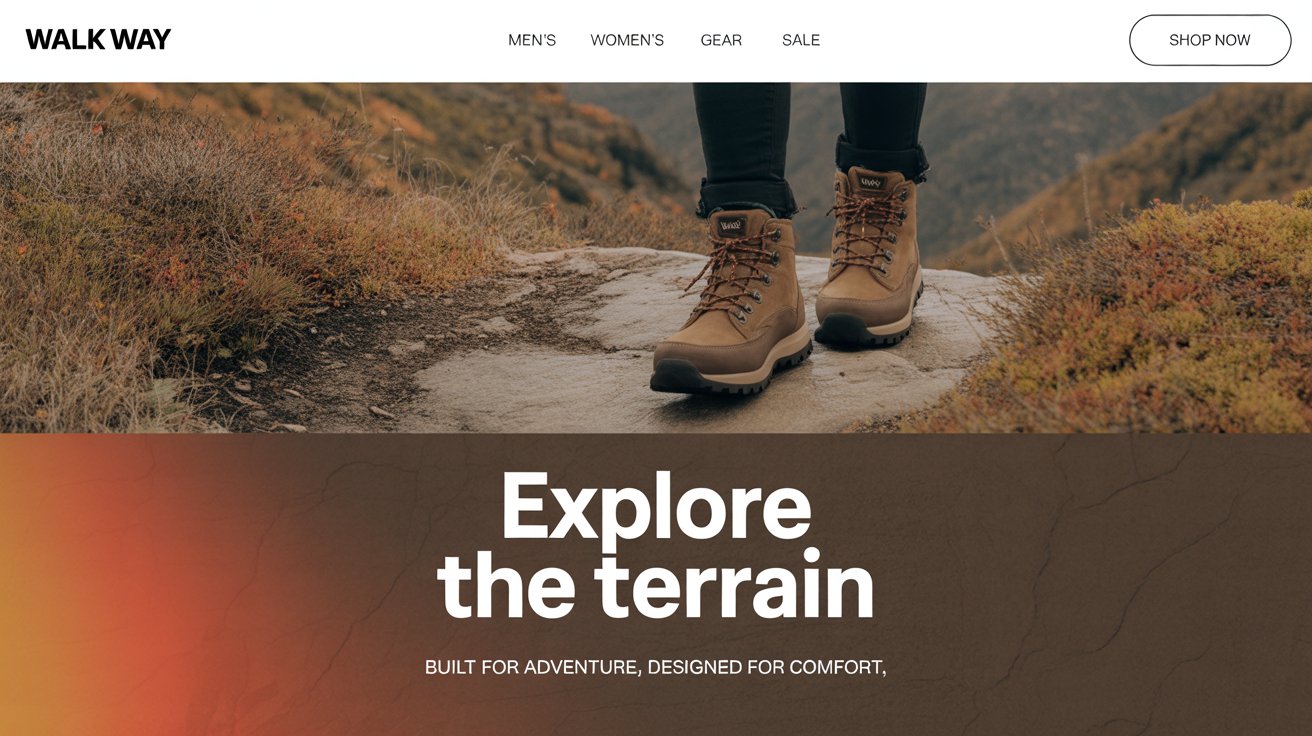 WALK WAY
MEN'S
WOMEN'S
GEAR
SALE
SHOP NOW
Explore
the terrain
BUILT FOR ADVENTURE, DESIGNED FOR COMFORT,